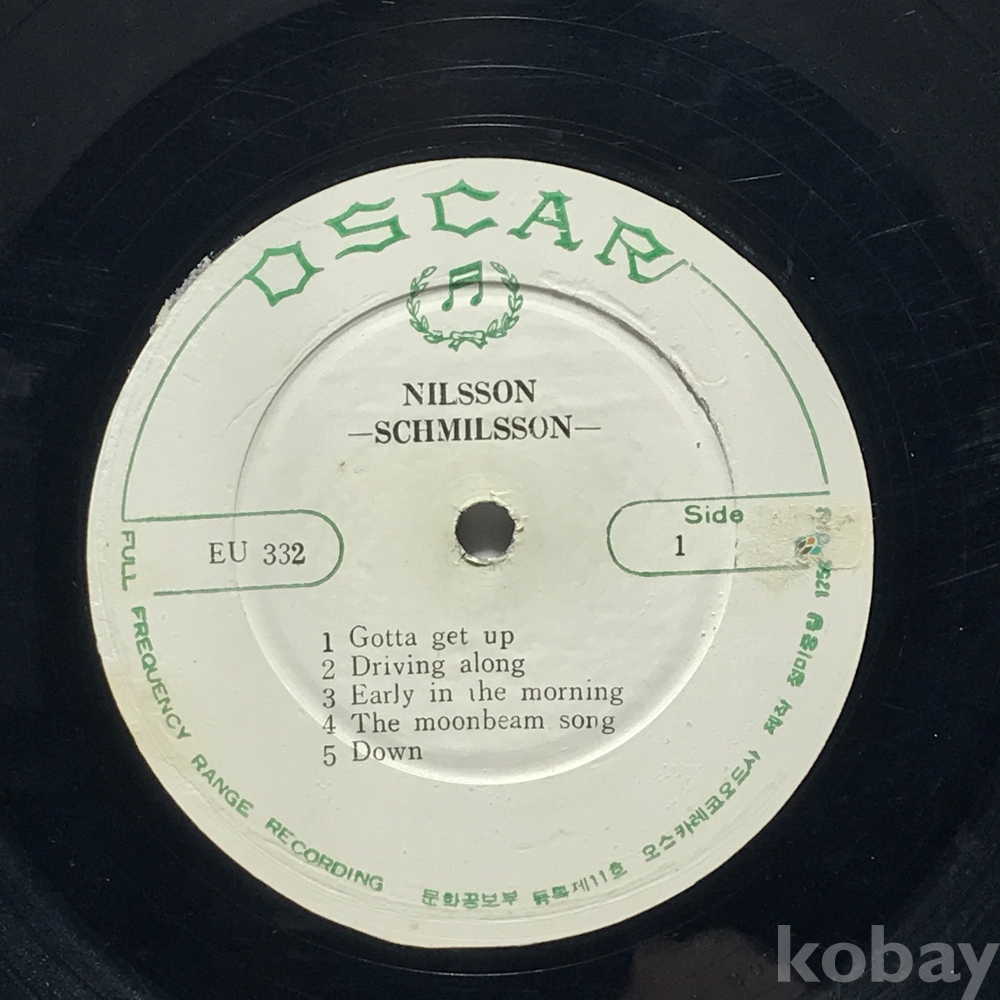 OSCAR
NILSSON
—SCHMILSSON—
EU 332
Side
1
1 Gotta get up
2 Driving along
3 Early in the morning
4 The moonbeam song
5 Down
FULL FREQUENCY RANGE RECORDING
문화공보부 등록제11호 오스카레코오드사 제작
kobay